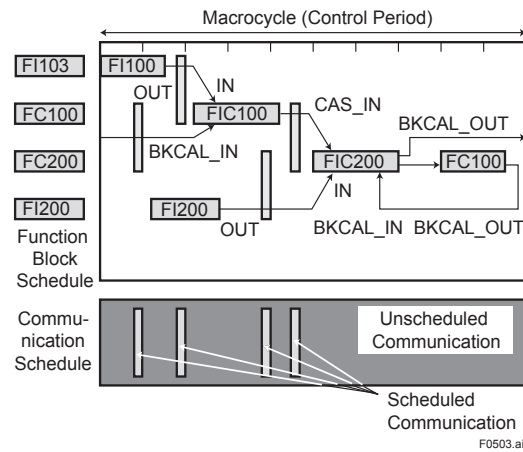 Macrocycle (Control Period)
FI103
FI100
OUT
IN
FC100
FIC100
CAS_IN
BKCAL_OUT
BKCAL_IN
FC200
FIC200
FC100
IN
FI200
FI200
OUT
BKCAL_IN
BKCAL_OUT
Function
Block
Schedule
Commu-
nication
Schedule
Unscheduled
Communication
Scheduled
Communication
F0503.ai